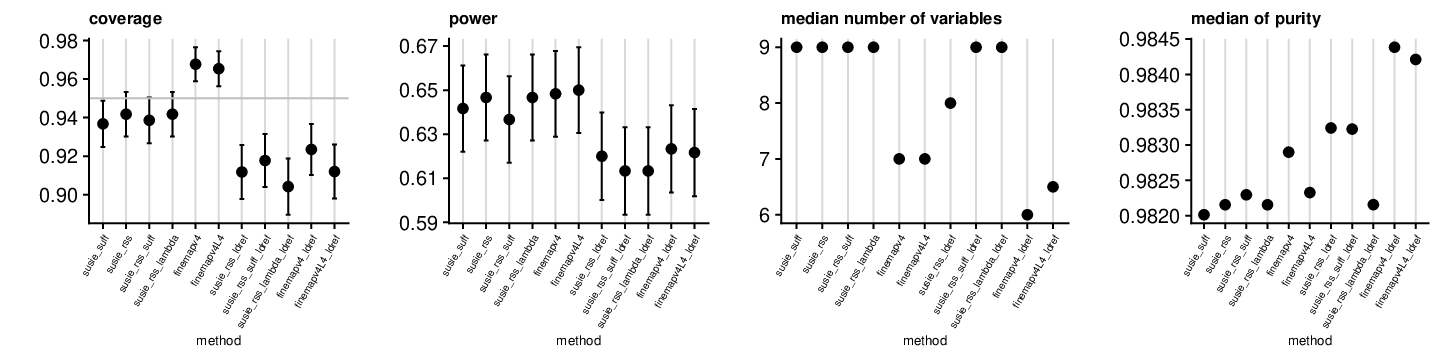 coverage
0.98
0.96
0.94
0.92
0.90
susie_suff
susie_rss
susie_rss_suff
susie_rss_lambda
finemapv4
finemapv4L4
susie_rss_ldref
susie_rss_suff_ldref
susie_rss_lambda_ldref
finemapv4_ldref
finemapv4L4_ldref
method
power
0.67
0.65
0.63
0.61
0.59
susie_suff
susie_rss
susie_rss_suff
susie_rss_lambda
finemapv4
finemapv4L4
susie_rss_ldref
susie_rss_suff_ldref
susie_rss_lambda_ldref
finemapv4_ldref
finemapv4L4_ldref
method
median number of variables
9
8
7
6
susie_suff
susie_rss
susie_rss_suff
susie_rss_lambda
finemapv4
finemapv4L4
susie_rss_ldref
susie_rss_suff_ldref
susie_rss_lambda_ldref
finemapv4_ldref
finemapv4L4_ldref
method
median of purity
0.9845
0.9840
0.9835
0.9830
0.9825
0.9820
susie_suff
susie_rss
susie_rss_suff
susie_rss_lambda
finemapv4
finemapv4L4
susie_rss_ldref
susie_rss_suff_ldref
susie_rss_lambda_ldref
finemapv4_ldref
finemapv4L4_ldref
method